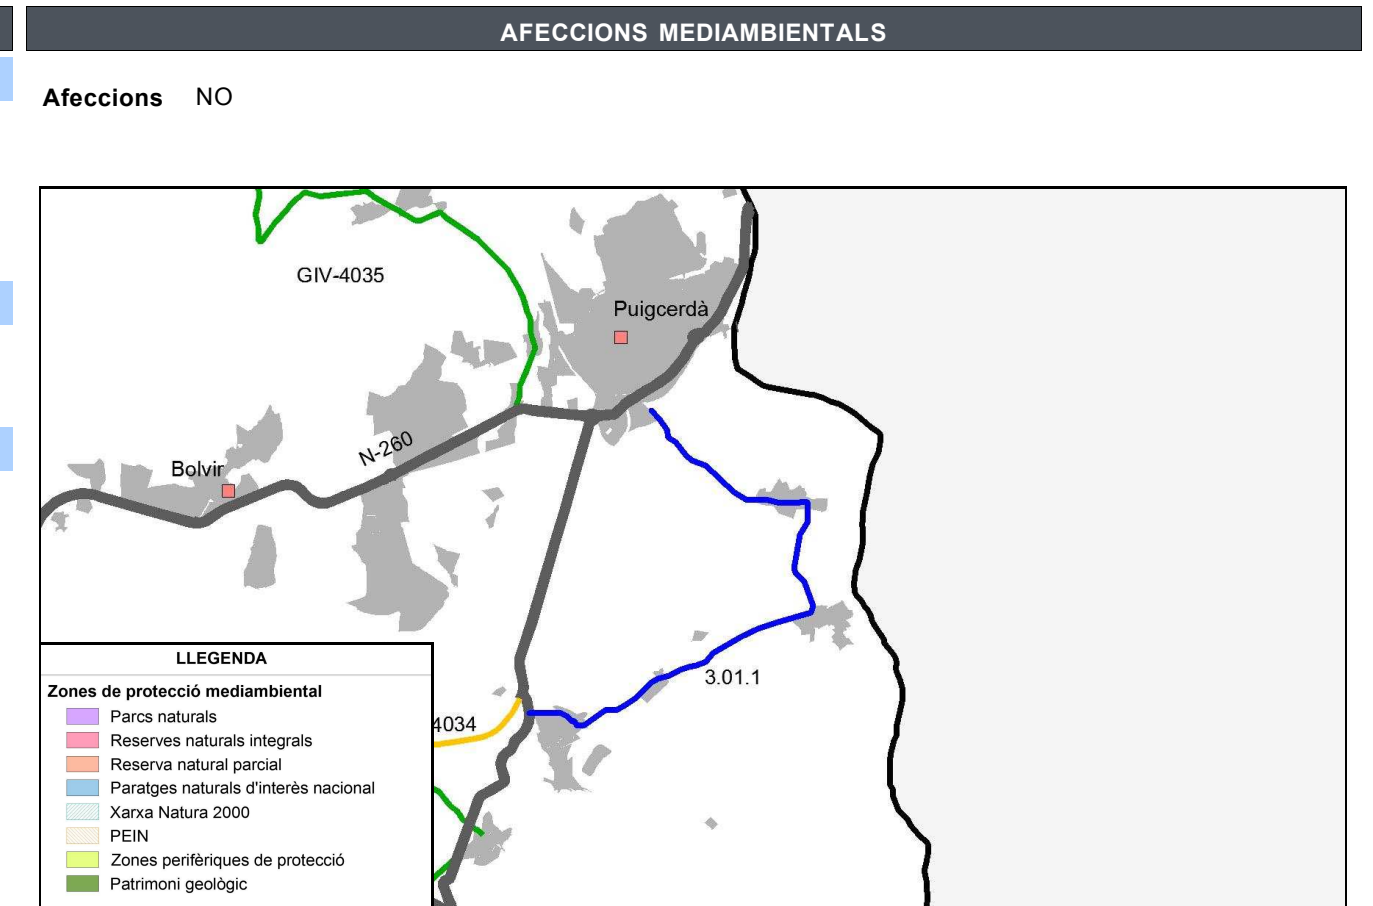 AFECCIONS MEDIAMBIENTALS
Afeccions NO
GIV-4035
Puigcerdà
N-260
Bolvir
3.01.1
4034
LLEGENDA
Zones de protecció mediambiental
Parcs naturals
Reserves naturals integrals
Reserva natural parcial
Paratges naturals d'interès nacional
Xarxa Natura 2000
PEIN
Zones perifèriques de protecció
Patrimoni geològic